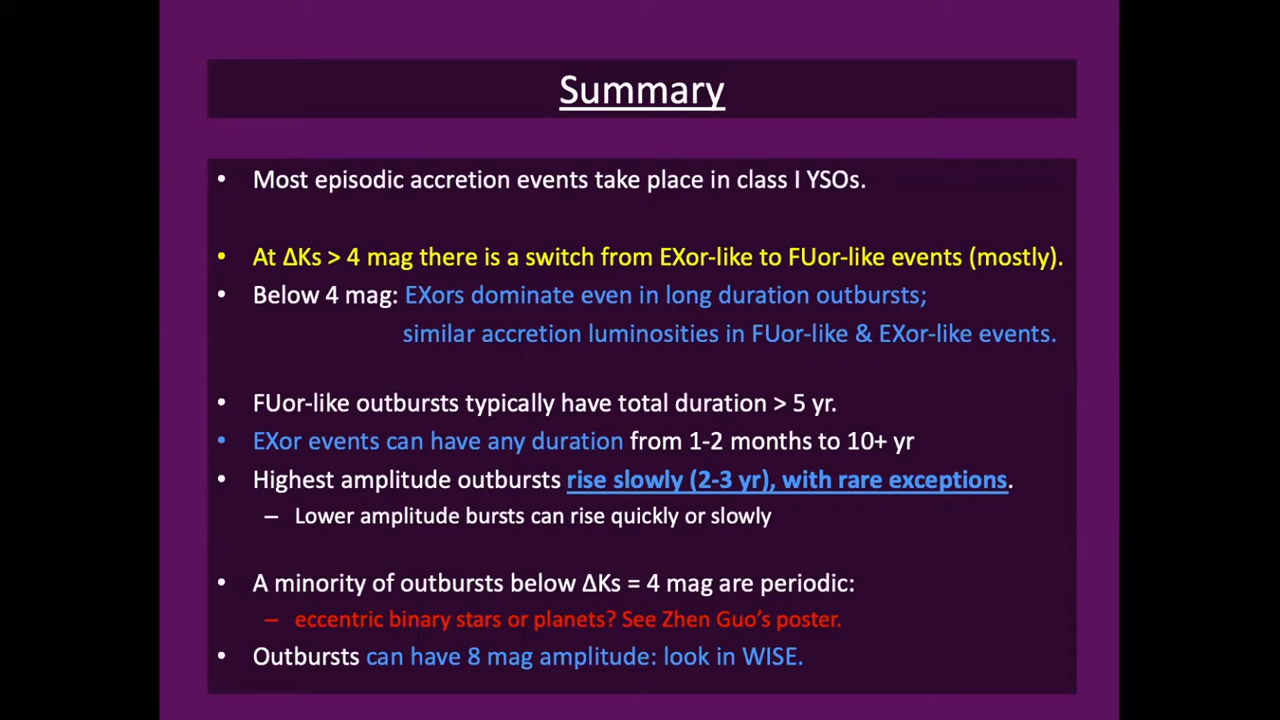 Summary
• Most episodic accretion events take place in class I YSOs.
• At ΔKs > 4 mag there is a switch from EXor-like to FUor-like events (mostly).
• Below 4 mag: EXors dominate even in long duration outbursts;
similar accretion luminosities in FUor-like & EXor-like events.
• FUor-like outbursts typically have total duration > 5 yr.
• EXor events can have any duration from 1-2 months to 10+ yr
• Highest amplitude outbursts rise slowly (2-3 yr), with rare exceptions.
– Lower amplitude bursts can rise quickly or slowly
• A minority of outbursts below ΔKs = 4 mag are periodic:
– eccentric binary stars or planets? See Zhen Guo’s poster.
• Outbursts can have 8 mag amplitude: look in WISE.